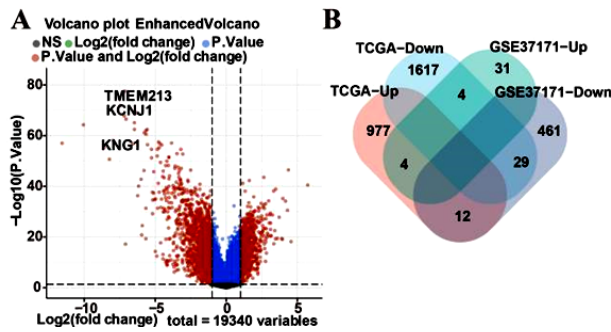 A
Volcano plot EnhancedVolcano
NS Log2(fold change) P.Value
P.Value and Log2(fold change)
−Log10(P.Value)
80
60
40
20
0
TMEM213
KCNJ1
KNG1
−10 −5 0 5
Log2(fold change) total = 19340 variables
B
TCGA−Down
GSE37171−Up
TCGA−Up
GSE37171−Down
1617
31
977
4
461
4
29
12